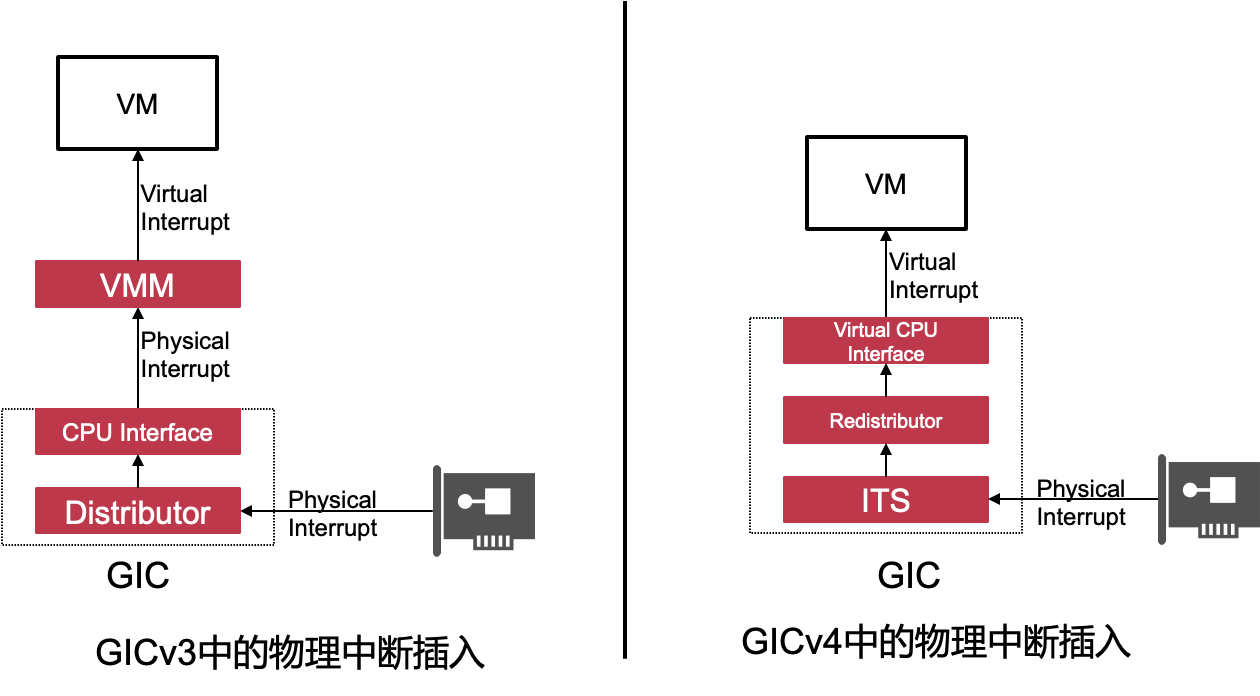 VM
Virtual
Interrupt
VMM
Physical
Interrupt
CPU Interface
Distributor
Physical
Interrupt
GIC
GICv3中的物理中断插入
VM
Virtual
Interrupt
Virtual CPU
Interface
Redistributor
ITS
Physical
Interrupt
GIC
GICv4中的物理中断插入